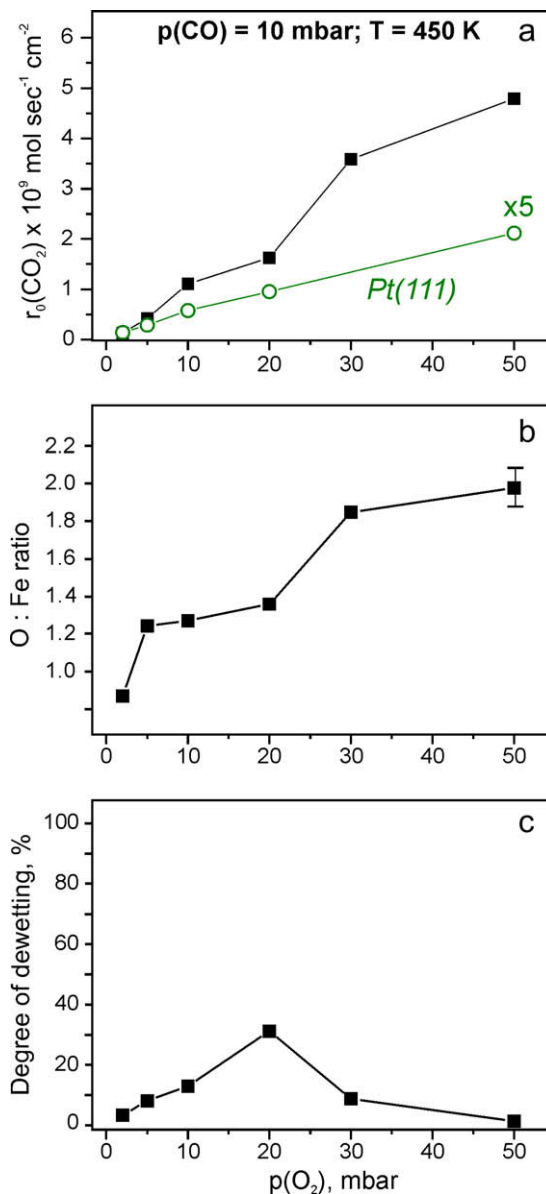 p(CO) = 10 mbar; T = 450 K
a
r₀(CO₂) x 10⁹ mol sec⁻¹ cm⁻²
6
5
4
3
2
1
0
x5
Pt(111)
0 10 20 30 40 50
b
O : Fe ratio
2.2
2.0
1.8
1.6
1.4
1.2
1.0
0 10 20 30 40 50
c
Degree of dewetting, %
100
80
60
40
20
0
0 10 20 30 40 50
p(O₂), mbar